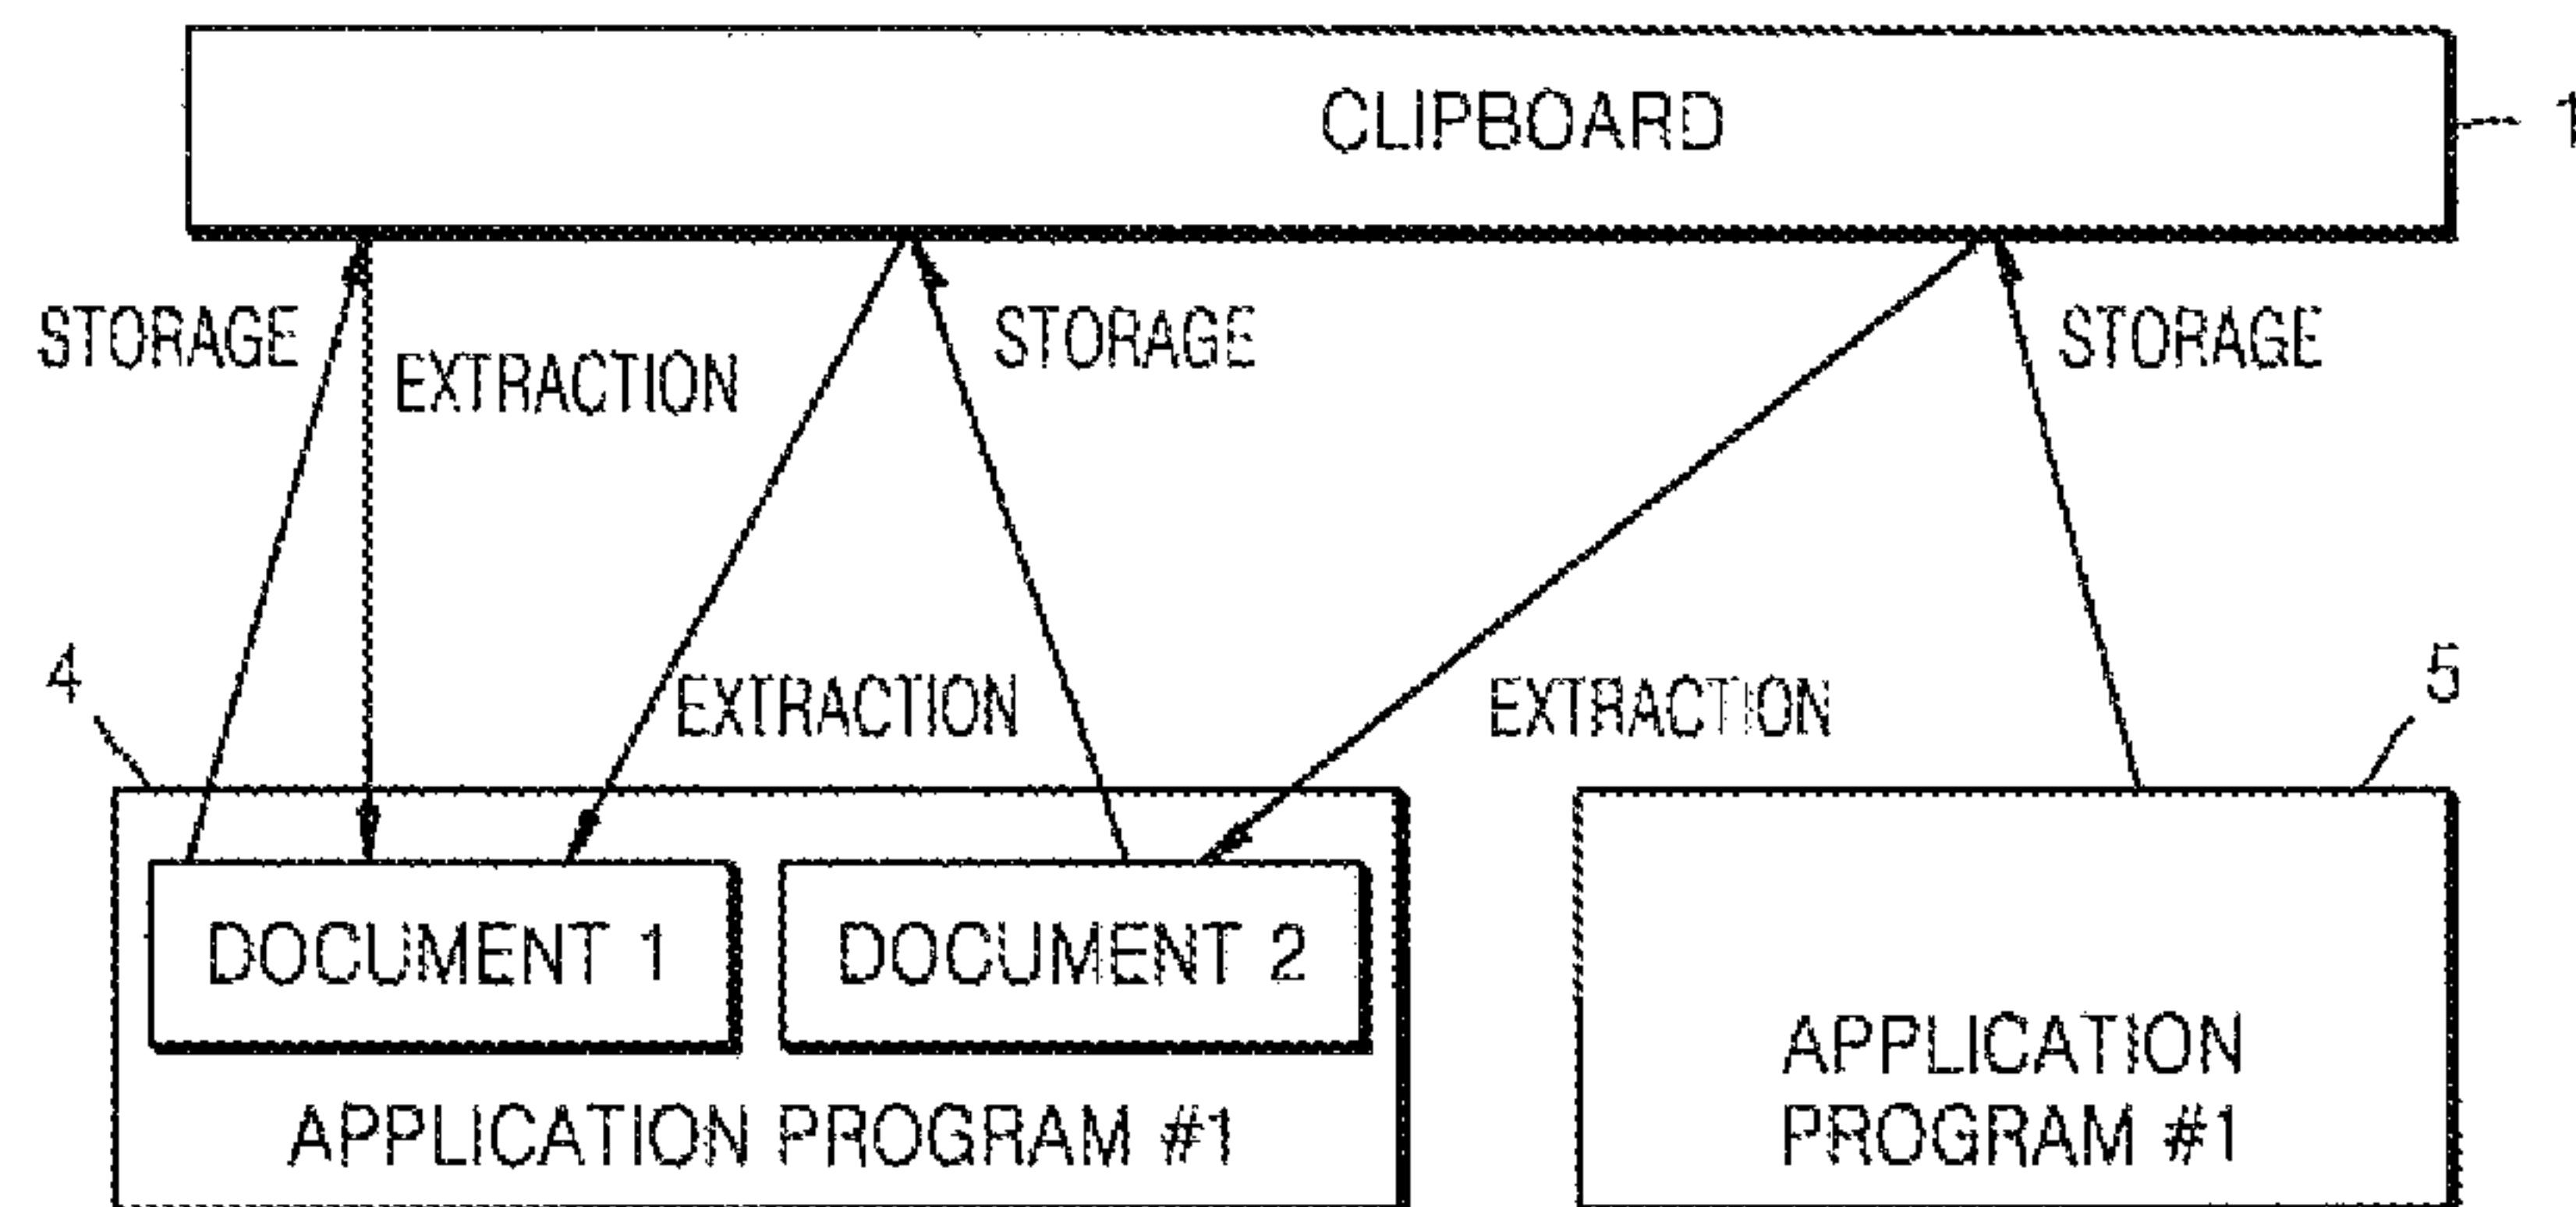 CLIPBOARD
1
STORAGE
EXTRACTION
STORAGE
STORAGE
4
EXTRACTION
EXTRACTION
5
DOCUMENT 1
DOCUMENT 2
APPLICATION PROGRAM #1
APPLICATION
PROGRAM #1